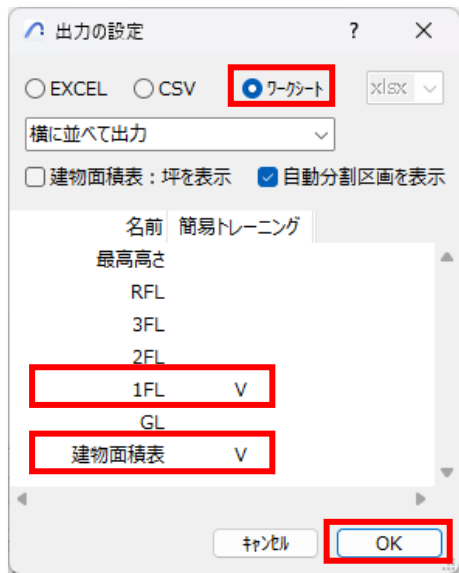 出力の設定 ?
EXCEL CSV ワークシート xlsx
横に並べて出力
建物面積表：坪を表示 自動分割区画を表示
名前 簡易トレーニング
最高高さ
RFL
3FL
2FL
1FL V
GL
建物面積表 V
キャンセル OK